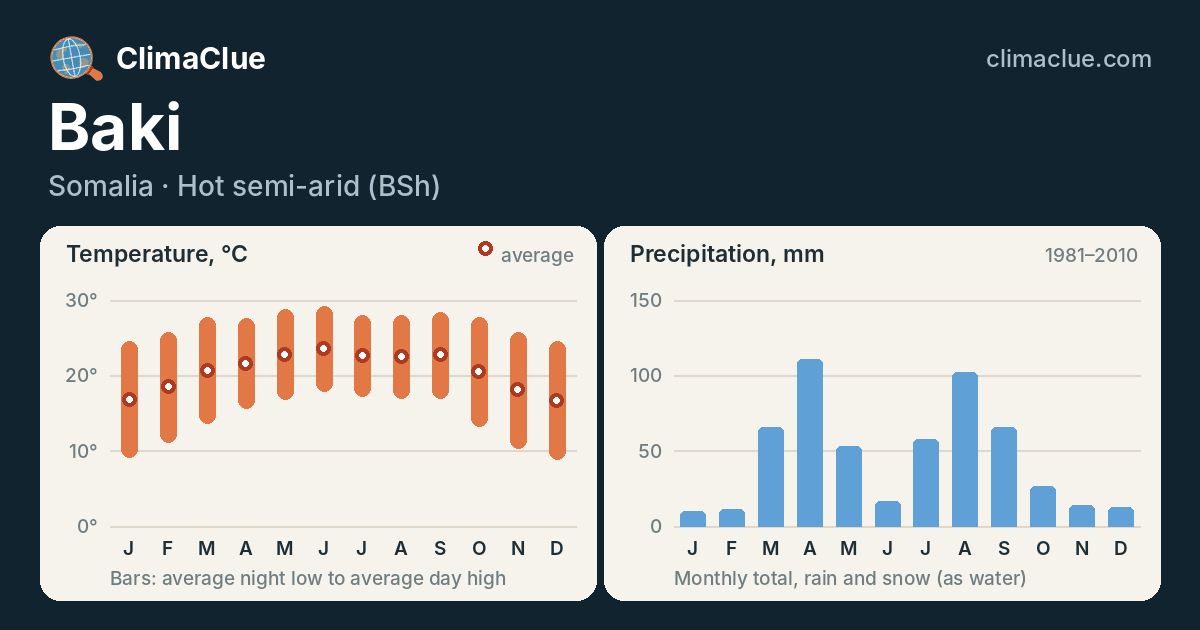 ClimaClue
climaclue.com
Baki
Somalia · Hot semi-arid (BSh)
Temperature, °C
average
30°
20°
10°
0°
J F M A M J J A S O N D
Bars: average night low to average day high
Precipitation, mm
1981–2010
150
100
50
0
J F M A M J J A S O N D
Monthly total, rain and snow (as water)